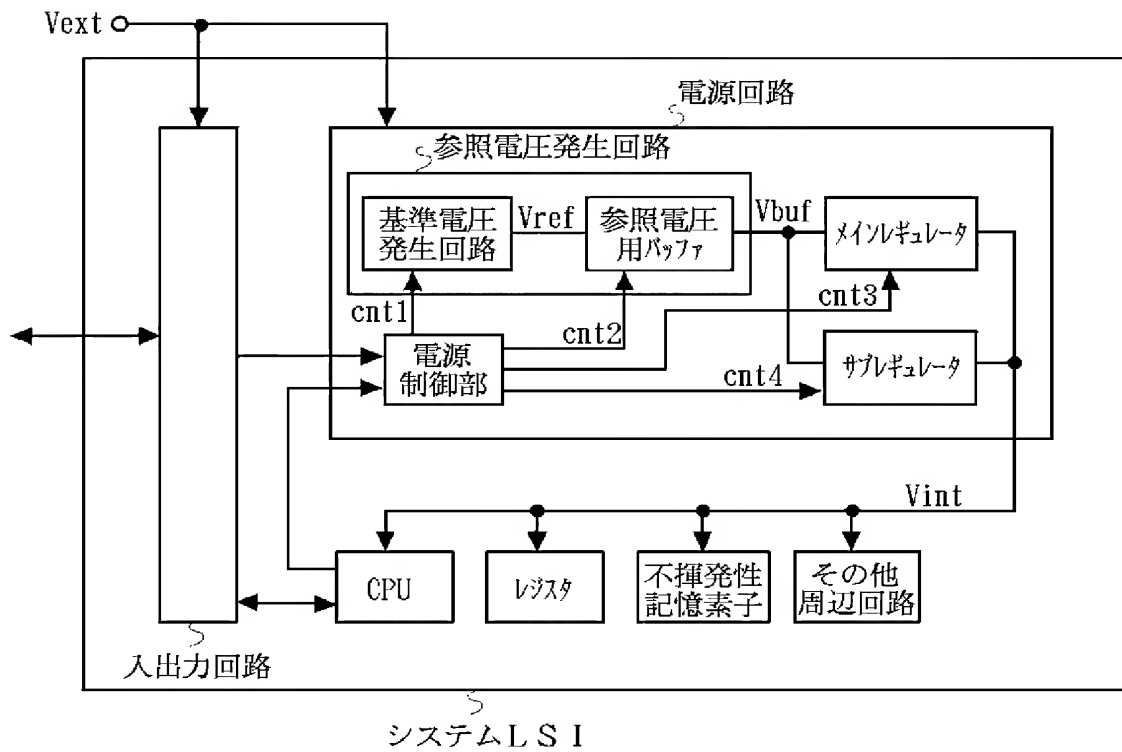 Vext
電源回路
参照電圧発生回路
基準電圧
発生回路
Vref
参照電圧
用バッファ
Vbuf
メインレギュレータ
cnt1
cnt2
cnt3
電源
制御部
cnt4
サブレギュレータ
Vint
CPU
レジスタ
不揮発性
記憶素子
その他
周辺回路
入出力回路
システムLSI